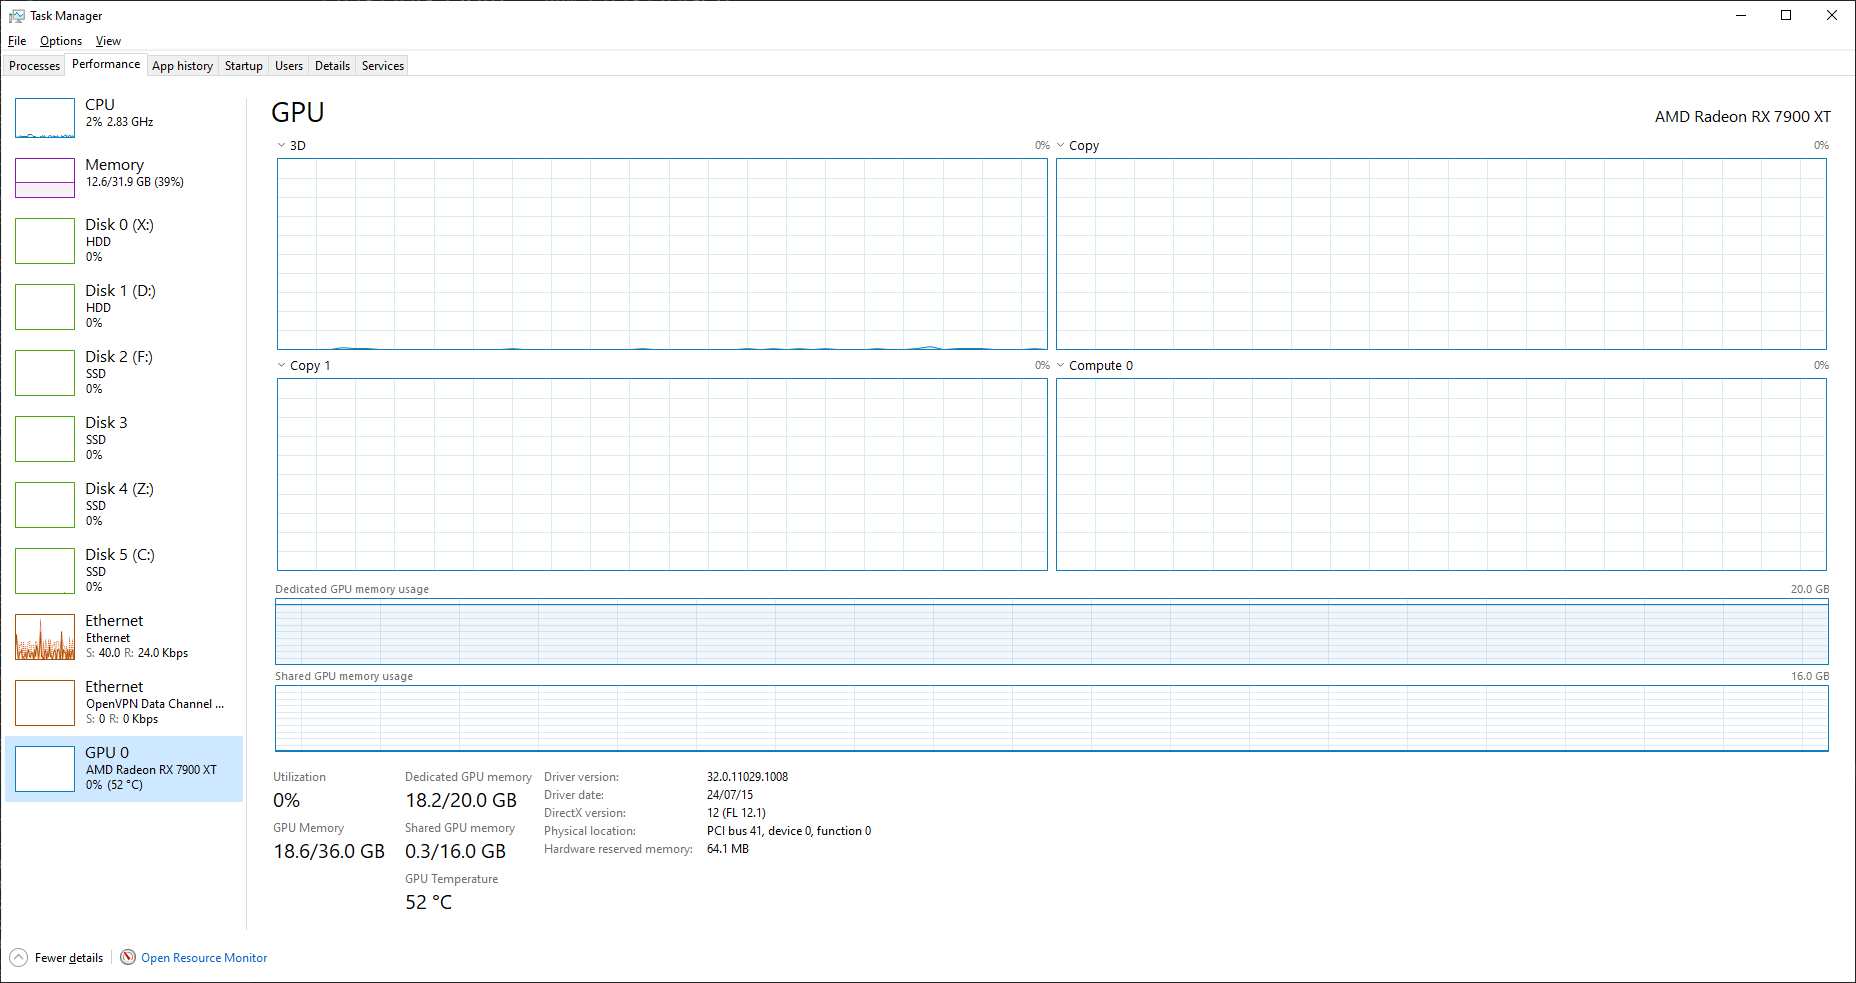 Task Manager
File Options View
Processes Performance App history Startup Users Details Services
CPU
2% 2.83 GHz
Memory
12.6/31.9 GB (39%)
Disk 0 (X:)
HDD
0%
Disk 1 (D:)
HDD
0%
Disk 2 (F:)
SSD
0%
Disk 3
SSD
0%
Disk 4 (Z:)
SSD
0%
Disk 5 (C:)
SSD
0%
Ethernet
Ethernet
S: 40.0 R: 24.0 Kbps
Ethernet
OpenVPN Data Channel ...
S: 0 R: 0 Kbps
GPU 0
AMD Radeon RX 7900 XT
0% (52 °C)
GPU
AMD Radeon RX 7900 XT
3D 0%
Copy 0%
Copy 1 0%
Compute 0 0%
Dedicated GPU memory usage 20.0 GB
Shared GPU memory usage 16.0 GB
Utilization
0%
Dedicated GPU memory
18.2/20.0 GB
GPU Memory
18.6/36.0 GB
Shared GPU memory
0.3/16.0 GB
GPU Temperature
52 °C
Driver version: 32.0.11029.1008
Driver date: 24/07/15
DirectX version: 12 (FL 12.1)
Physical location: PCI bus 41, device 0, function 0
Hardware reserved memory: 64.1 MB
Fewer details
Open Resource Monitor